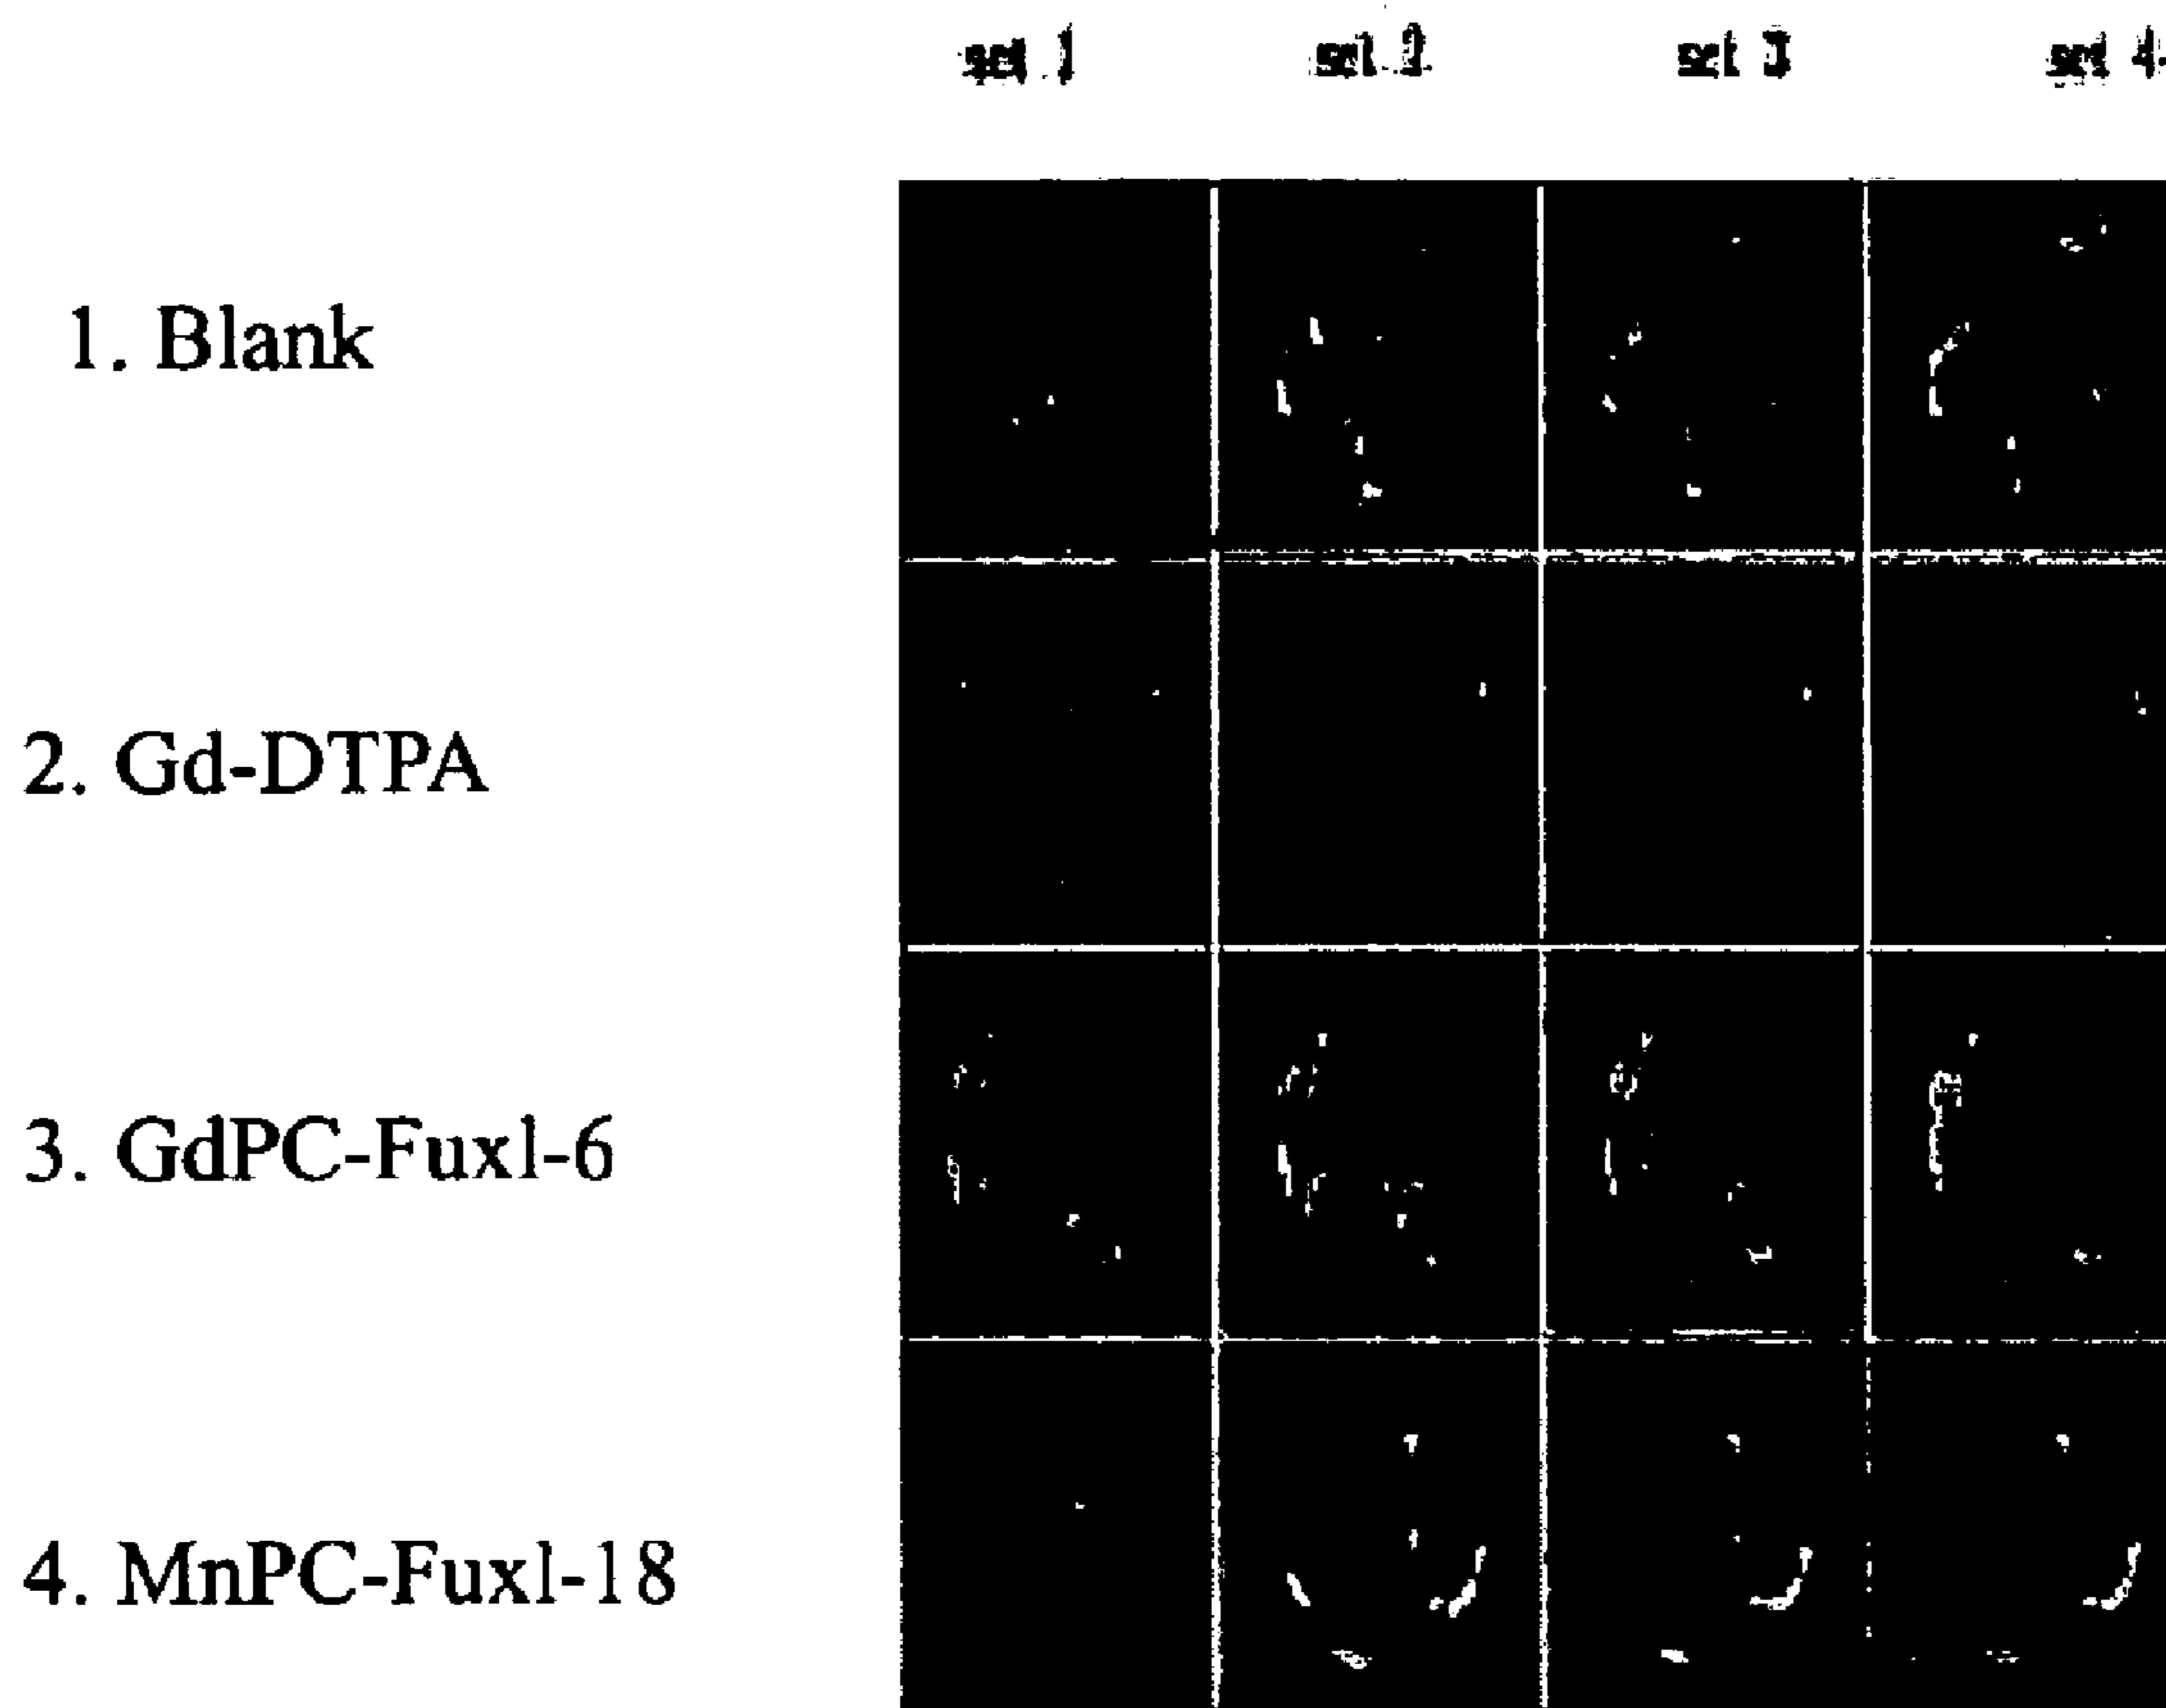 set 1 set 2 set 3 set 4
1. Blank
2. Gd-DTPA
3. GdPC-Fuxl-6
4. MnPC-Fuxl-18